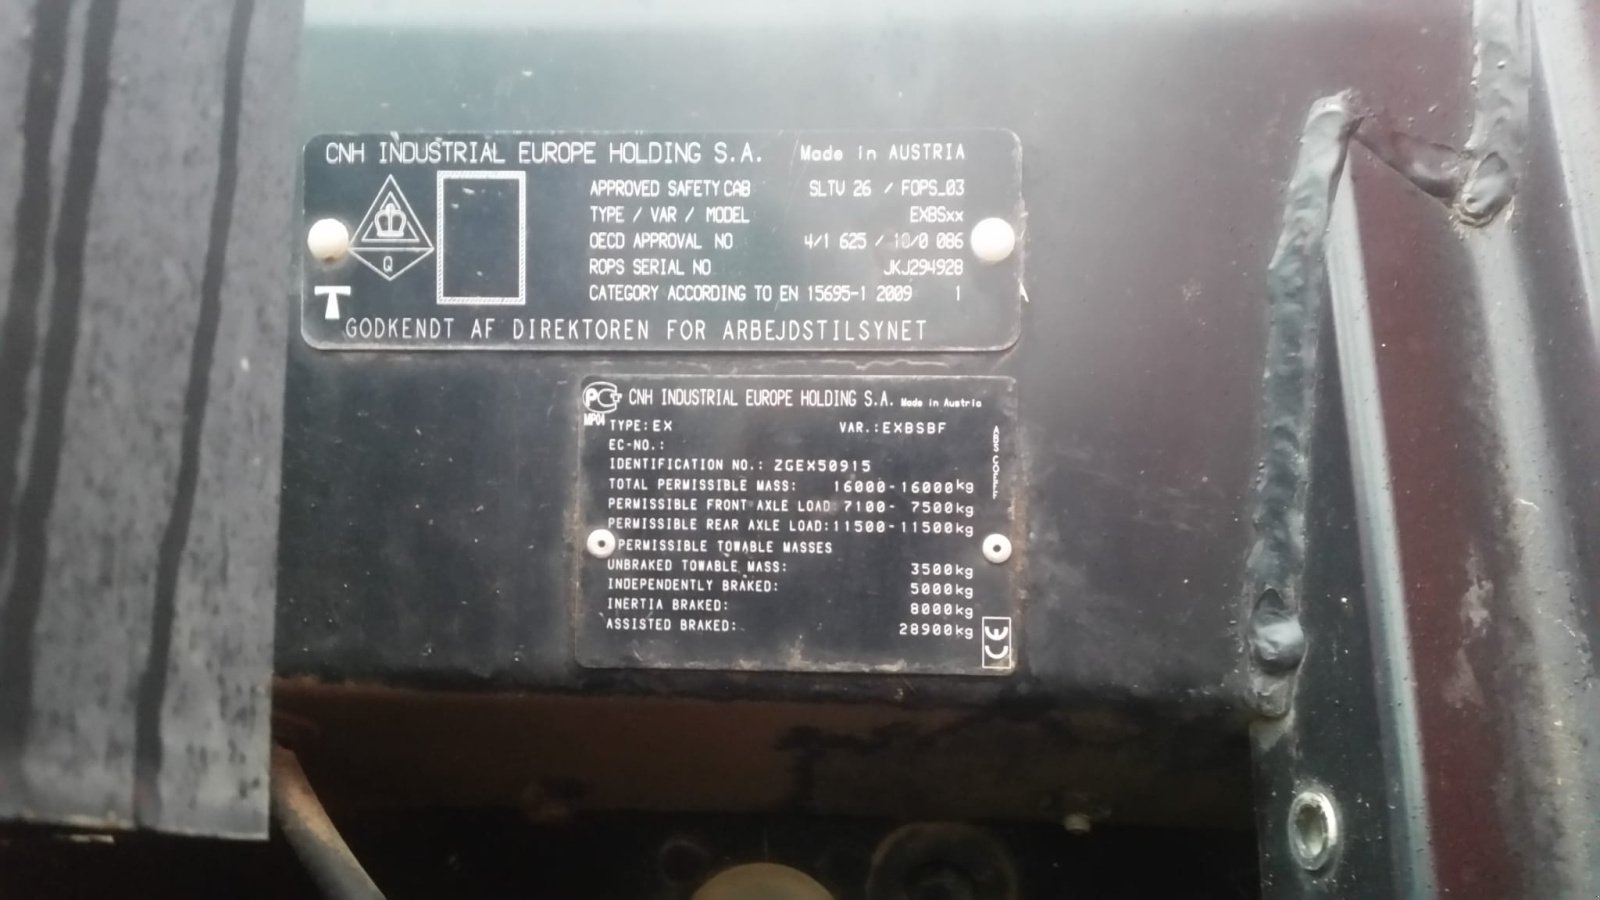 CNH INDUSTRIAL EUROPE HOLDING S.A. Made in AUSTRIA
APPROVED SAFETY CAB SLTV 26 / FOPS_03
TYPE / VAR / MODEL EXBSxx
OECD APPROVAL NO 4/1 625 / 10/0 086
ROPS SERIAL NO JKJ294928
CATEGORY ACCORDING TO EN 15695-1 2009 1
Q
T
GODKENDT AF DIREKTOREN FOR ARBEJDSTILSYNET
PCT CNH INDUSTRIAL EUROPE HOLDING S.A. Made in Austria
MP04
TYPE: EX VAR.: EXBSBF
EC-NO.:
IDENTIFICATION NO.: ZGEX50915
TOTAL PERMISSIBLE MASS: 16000-16000kg
PERMISSIBLE FRONT AXLE LOAD: 7100- 7500kg
PERMISSIBLE REAR AXLE LOAD: 11500-11500kg
PERMISSIBLE TOWABLE MASSES
UNBRAKED TOWABLE MASS: 3500kg
INDEPENDENTLY BRAKED: 5000kg
INERTIA BRAKED: 8000kg
ASSISTED BRAKED: 28900kg
ABS
CE